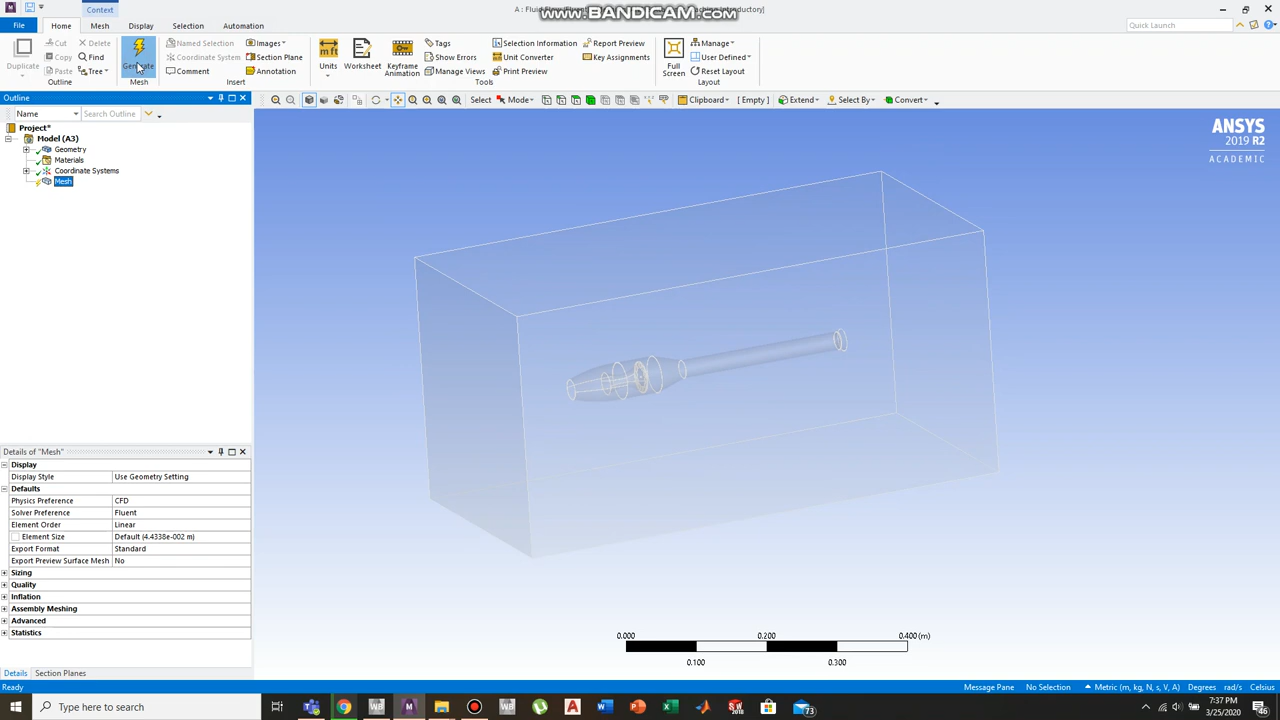 Context
A : Fluid Flow (Fluent
www.BANDICAM.com
ching [Introductory]
File
Home
Mesh
Display
Selection
Automation
Quick Launch
Duplicate
Cut
Copy
Paste
Delete
Find
Tree
Outline
Generate
Mesh
Named Selection
Coordinate System
Comment
Images
Section Plane
Annotation
Insert
Units
Worksheet
Keyframe
Animation
Tags
Show Errors
Manage Views
Selection Information
Unit Converter
Print Preview
Report Preview
Key Assignments
Tools
Full
Screen
Manage
User Defined
Reset Layout
Layout
Outline
Name
Search Outline
Select
Mode
Clipboard
[ Empty ]
Extend
Select By
Convert
Project*
Model (A3)
Geometry
Materials
Coordinate Systems
Mesh
ANSYS
2019 R2
ACADEMIC
Details of "Mesh"
Display
Display Style Use Geometry Setting
Defaults
Physics Preference CFD
Solver Preference Fluent
Element Order Linear
Element Size Default (4.4338e-002 m)
Export Format Standard
Export Preview Surface Mesh No
Sizing
Quality
Inflation
Assembly Meshing
Advanced
Statistics
0.000 0.200 0.400 (m)
0.100 0.300
Details
Section Planes
Ready
Message Pane
No Selection
Metric (m, kg, N, s, V, A)
Degrees
rad/s
Celsius
Type here to search
7:37 PM
3/25/2020